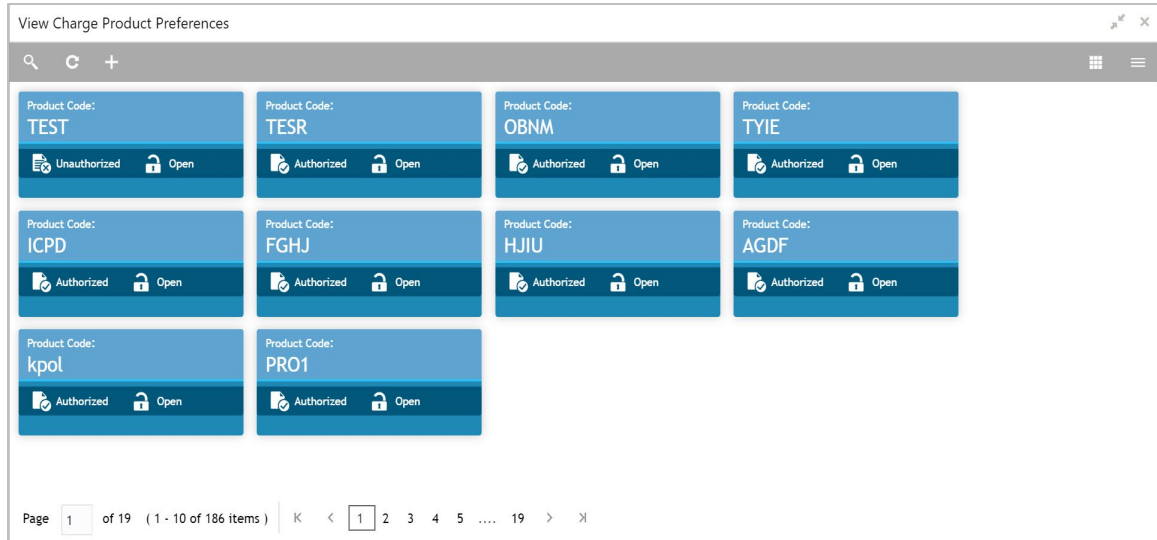 View Charge Product Preferences
Product Code: Product Code: Product Code: Product Code:
TEST TESR OBNM TYIE
Unauthorized Open Authorized Open Authorized Open Authorized Open
Product Code: Product Code: Product Code: Product Code:
ICPD FGHJ HJIU AGDF
Authorized Open Authorized Open Authorized Open Authorized Open
Product Code: Product Code:
kpol PRO1
Authorized Open Authorized Open
Page 1 of 19 ( 1 - 10 of 186 items ) 1 2 3 4 5 .... 19